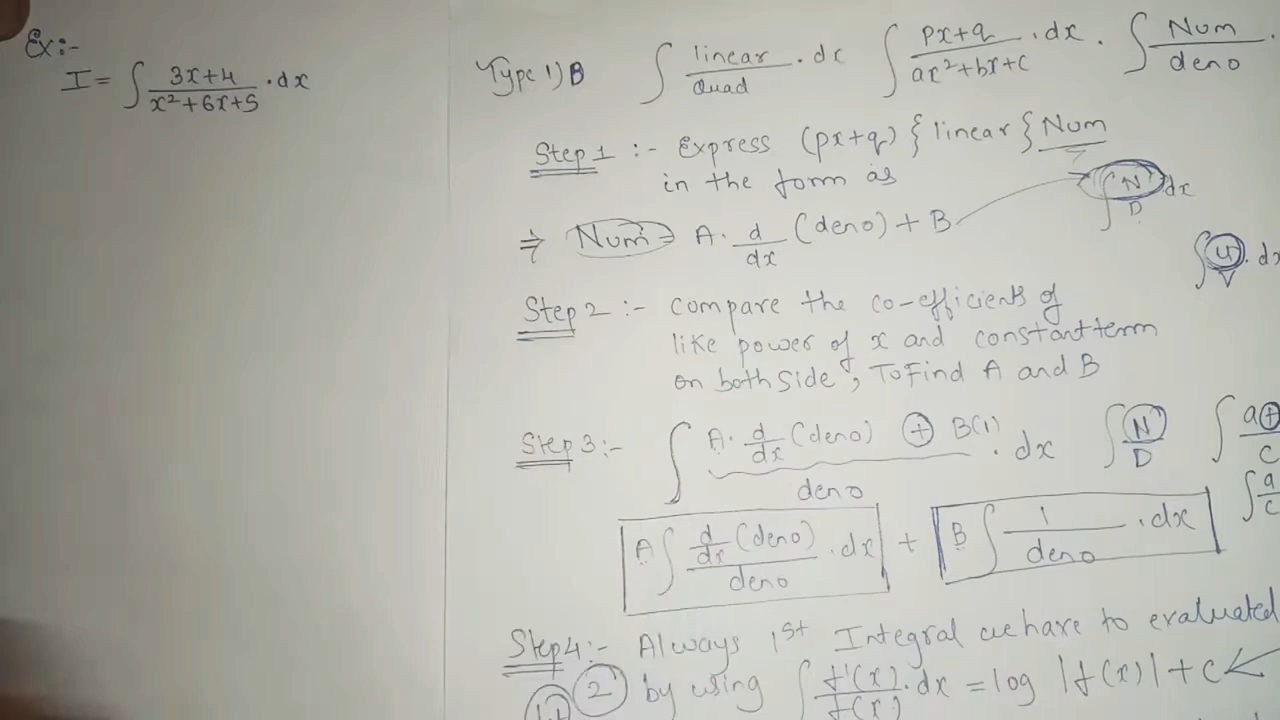 Ex:-
I = ∫ 3x+4 / x²+6x+5 . dx
Type 1) B ∫ linear / Quad . dx ∫ px+q / ax²+bx+c . dx . ∫ Num / deno .
Step 1 :- Express (px+q) { linear } Num
in the form as
∫ N / D dx
⇒ Num = A. d/dx (deno) + B
∫ u / v . dx
Step 2 :- compare the co-efficients of
like power of x and constant term
on both side, To Find A and B
Step 3 :- ∫ A. d/dx (deno) + B(1) / deno . dx ∫ N / D ∫ a+ / c
∫ a / c
A ∫ d/dx (deno) / deno . dx + B ∫ 1 / deno . dx
Step 4 :- Always 1st Integral we have to evaluated
2 by using ∫ f'(x) / f(x) . dx = log |f(x)| + c